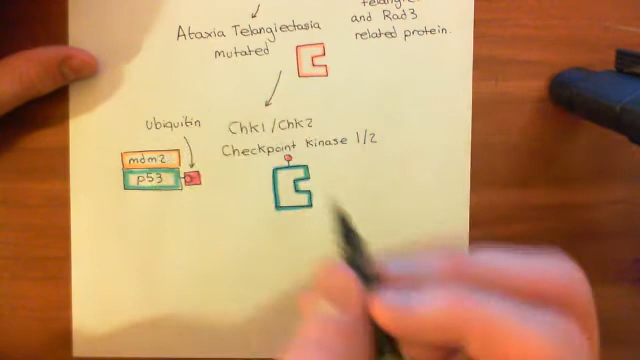 Ataxia Telangiectasia
mutated
and Rad3
related protein.
Ubiquitin
Chk1/Chk2
Checkpoint Kinase 1/2
mdm2
p53